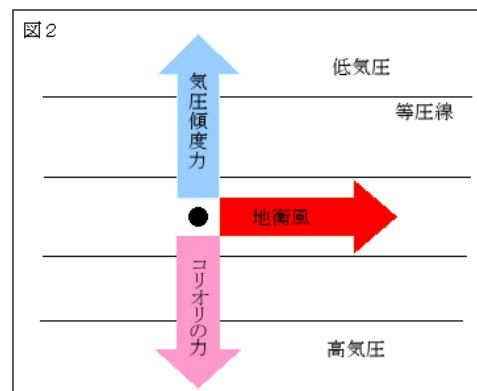 図2
低気圧
等圧線
気圧傾度力
地衡風
コリオリの力
高気圧